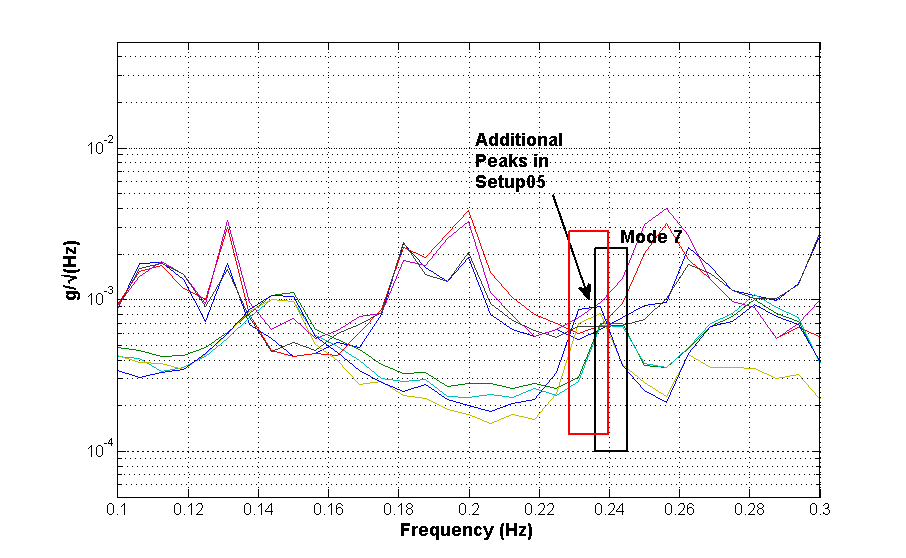 10^-2
10^-3
10^-4
g/√(Hz)
Additional
Peaks in
Setup05
Mode 7
0.1 0.12 0.14 0.16 0.18 0.2 0.22 0.24 0.26 0.28 0.3
Frequency (Hz)